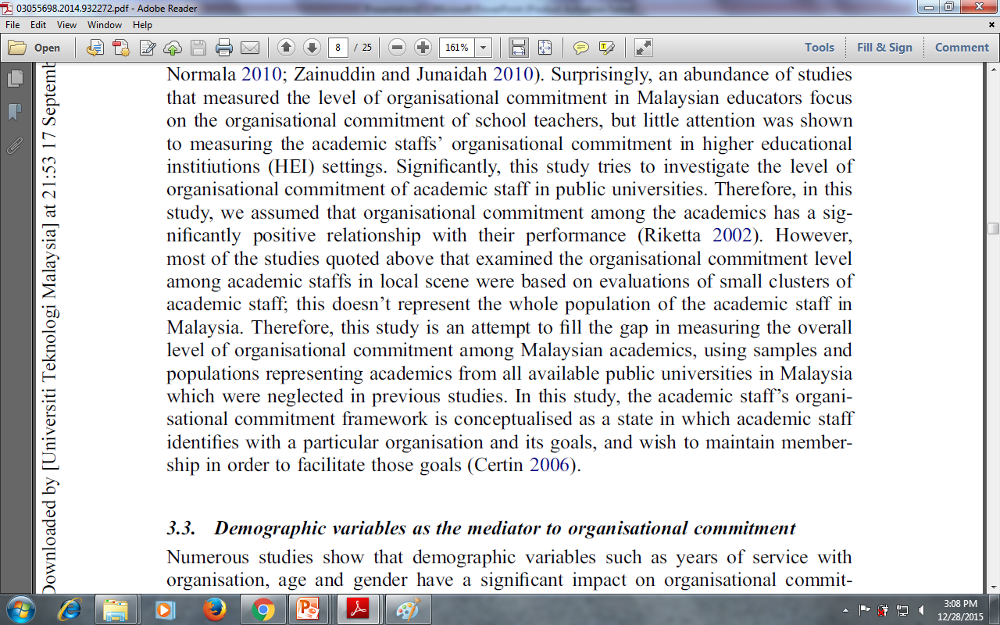 03055698.2014.932272.pdf - Adobe Reader
File Edit View Window Help
Open 8 / 25 161% Tools Fill & Sign Comment
Downloaded by [Universiti Teknologi Malaysia] at 21:53 17 Septemb
Normala 2010; Zainuddin and Junaidah 2010). Surprisingly, an abundance of studies
that measured the level of organisational commitment in Malaysian educators focus
on the organisational commitment of school teachers, but little attention was shown
to measuring the academic staffs' organisational commitment in higher educational
instititutions (HEI) settings. Significantly, this study tries to investigate the level of
organisational commitment of academic staff in public universities. Therefore, in this
study, we assumed that organisational commitment among the academics has a sig-
nificantly positive relationship with their performance (Riketta 2002). However,
most of the studies quoted above that examined the organisational commitment level
among academic staffs in local scene were based on evaluations of small clusters of
academic staff; this doesn't represent the whole population of the academic staff in
Malaysia. Therefore, this study is an attempt to fill the gap in measuring the overall
level of organisational commitment among Malaysian academics, using samples and
populations representing academics from all available public universities in Malaysia
which were neglected in previous studies. In this study, the academic staff's organi-
sational commitment framework is conceptualised as a state in which academic staff
identifies with a particular organisation and its goals, and wish to maintain member-
ship in order to facilitate those goals (Certin 2006).
3.3. Demographic variables as the mediator to organisational commitment
Numerous studies show that demographic variables such as years of service with
organisation, age and gender have a significant impact on organisational commit-
3:08 PM
12/28/2015